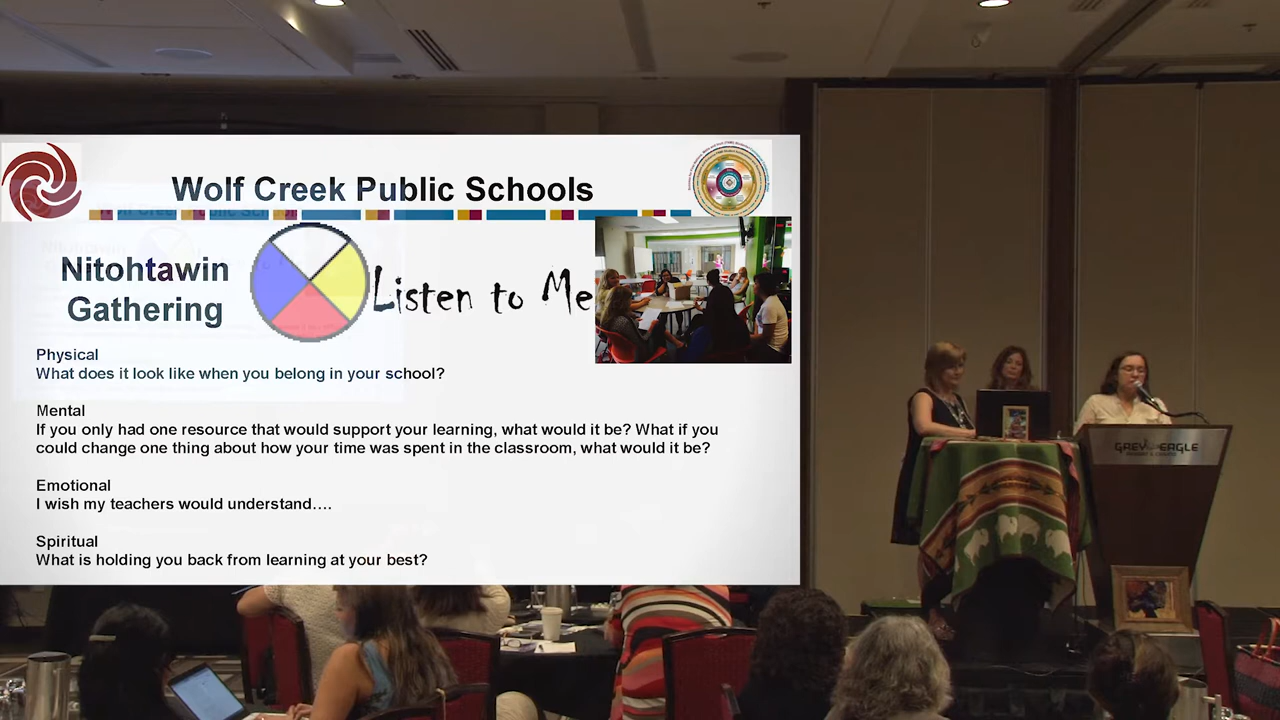 Wolf Creek Public Schools
Nitohtawin
Gathering
Listen to Me
Physical
What does it look like when you belong in your school?
Mental
If you only had one resource that would support your learning, what would it be? What if you
could change one thing about how your time was spent in the classroom, what would it be?
Emotional
I wish my teachers would understand….
Spiritual
What is holding you back from learning at your best?
GREY EAGLE